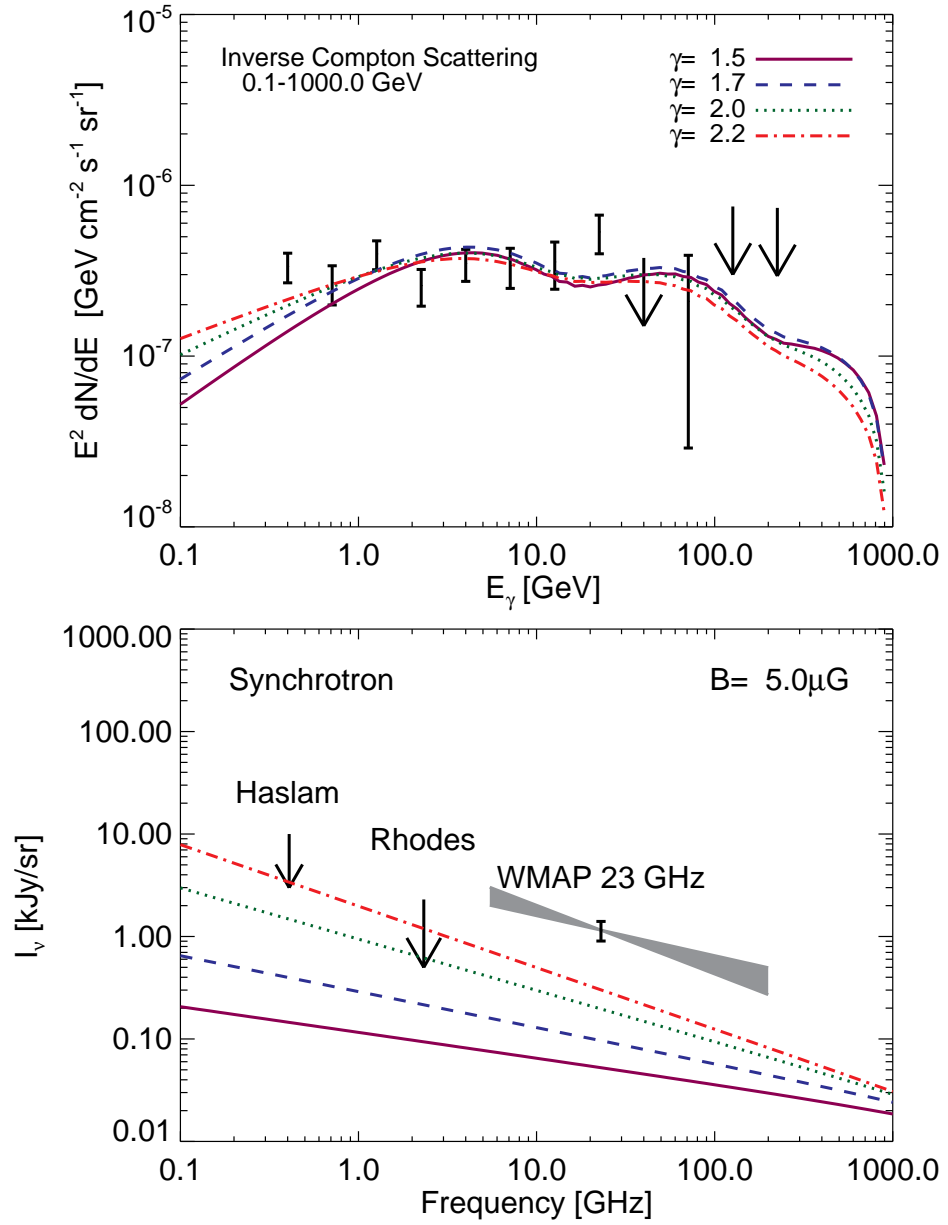 10⁻⁵
Inverse Compton Scattering
0.1-1000.0 GeV
γ= 1.5
γ= 1.7
γ= 2.0
γ= 2.2
10⁻⁶
10⁻⁷
10⁻⁸
E² dN/dE [GeV cm⁻² s⁻¹ sr⁻¹]
0.1 1.0 10.0 100.0 1000.0
E_γ [GeV]
1000.00
Synchrotron
B= 5.0μG
100.00
Haslam
10.00
Rhodes
WMAP 23 GHz
1.00
0.10
0.01
I_ν [kJy/sr]
0.1 1.0 10.0 100.0 1000.0
Frequency [GHz]